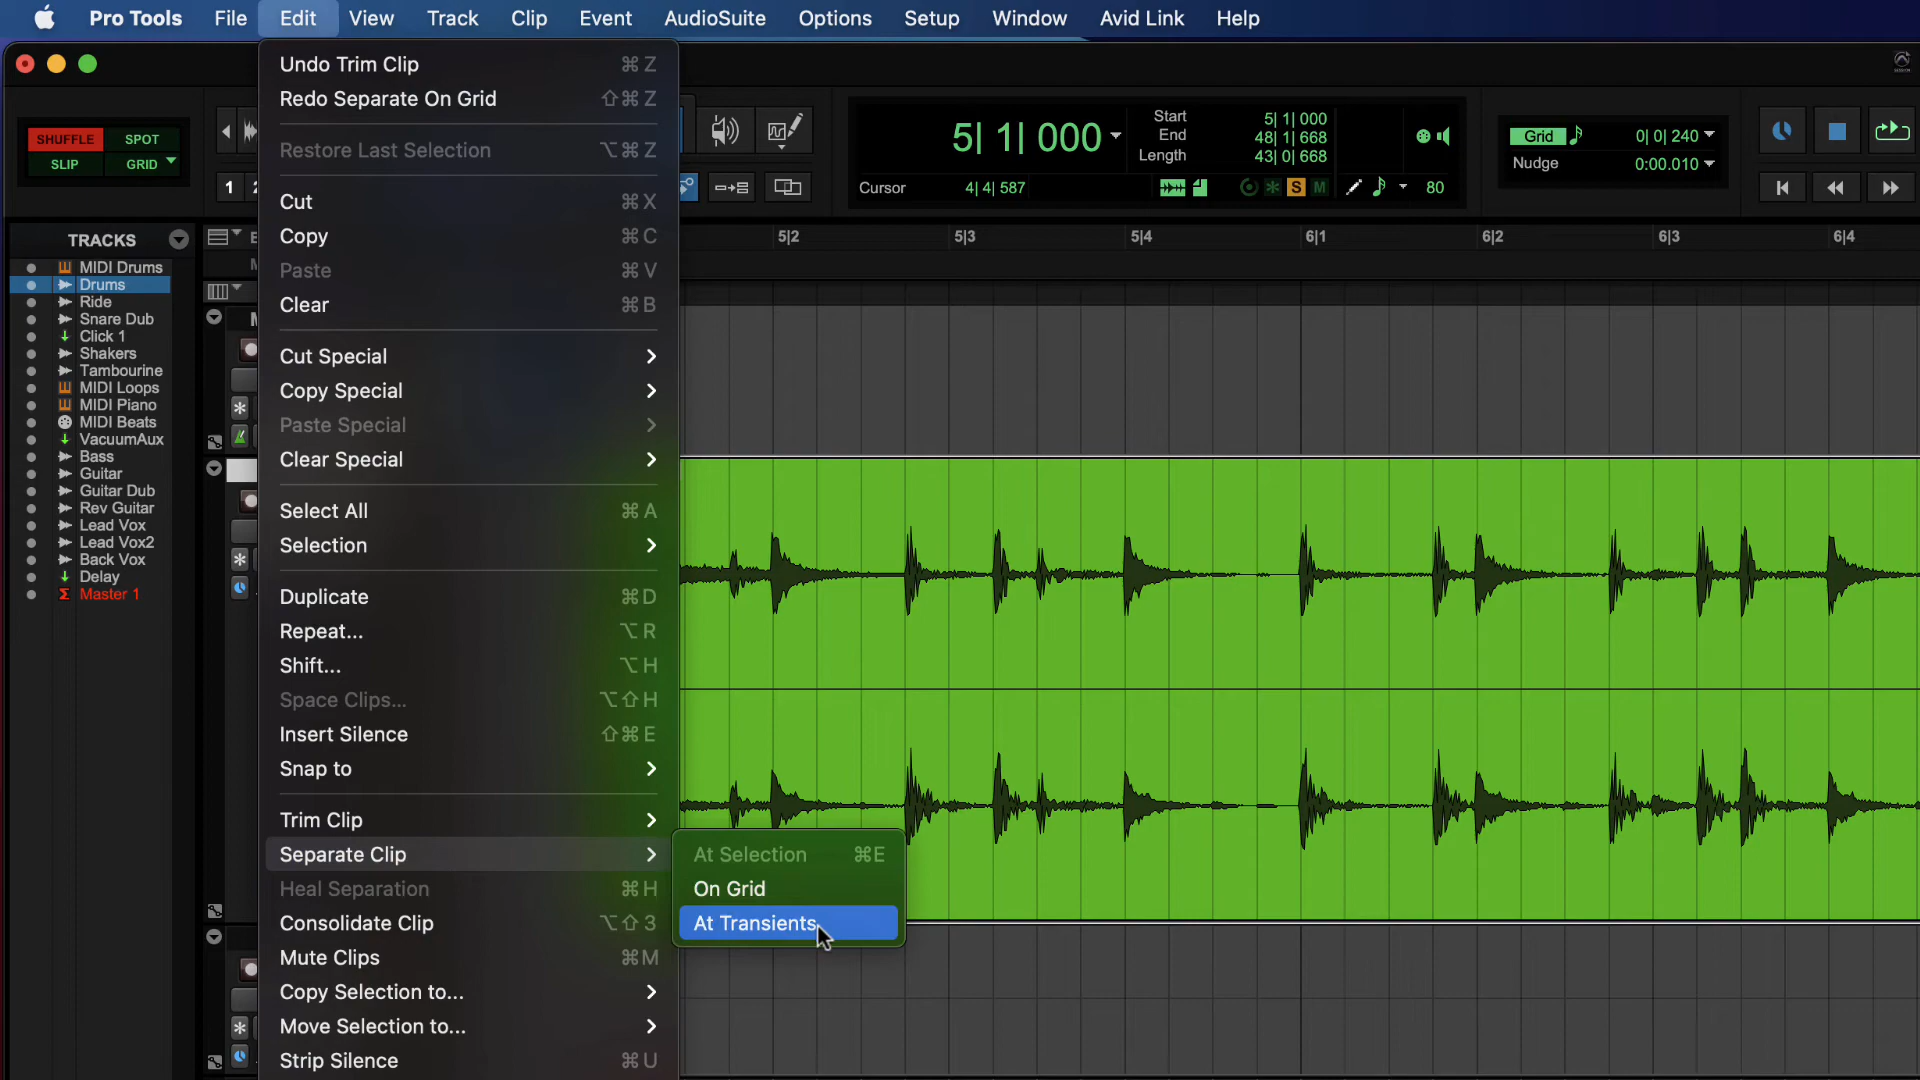 Pro Tools File Edit View Track Clip Event AudioSuite Options Setup Window Avid Link Help
SHUFFLE SPOT
SLIP GRID
1 2
5| 1| 000
Start 5| 1| 000
End 48| 1| 668
Length 43| 0| 668
Cursor 4| 4| 587
S M
80
Grid 0| 0| 240
Nudge 0:00.010
5|2 5|3 5|4 6|1 6|2 6|3 6|4
TRACKS
MIDI Drums
Drums
Ride
Snare Dub
Click 1
Shakers
Tambourine
MIDI Loops
MIDI Piano
MIDI Beats
VacuumAux
Bass
Guitar
Guitar Dub
Rev Guitar
Lead Vox
Lead Vox2
Back Vox
Delay
Master 1
Undo Trim Clip ⌘Z
Redo Separate On Grid ⇧⌘Z
Restore Last Selection ⌥⌘Z
Cut ⌘X
Copy ⌘C
Paste ⌘V
Clear ⌘B
Cut Special
Copy Special
Paste Special
Clear Special
Select All ⌘A
Selection
Duplicate ⌘D
Repeat... ⌥R
Shift... ⌥H
Space Clips... ⌥⇧H
Insert Silence ⇧⌘E
Snap to
Trim Clip
Separate Clip
Heal Separation ⌘H
Consolidate Clip ⌥⇧3
Mute Clips ⌘M
Copy Selection to...
Move Selection to...
Strip Silence ⌘U
At Selection ⌘E
On Grid
At Transients